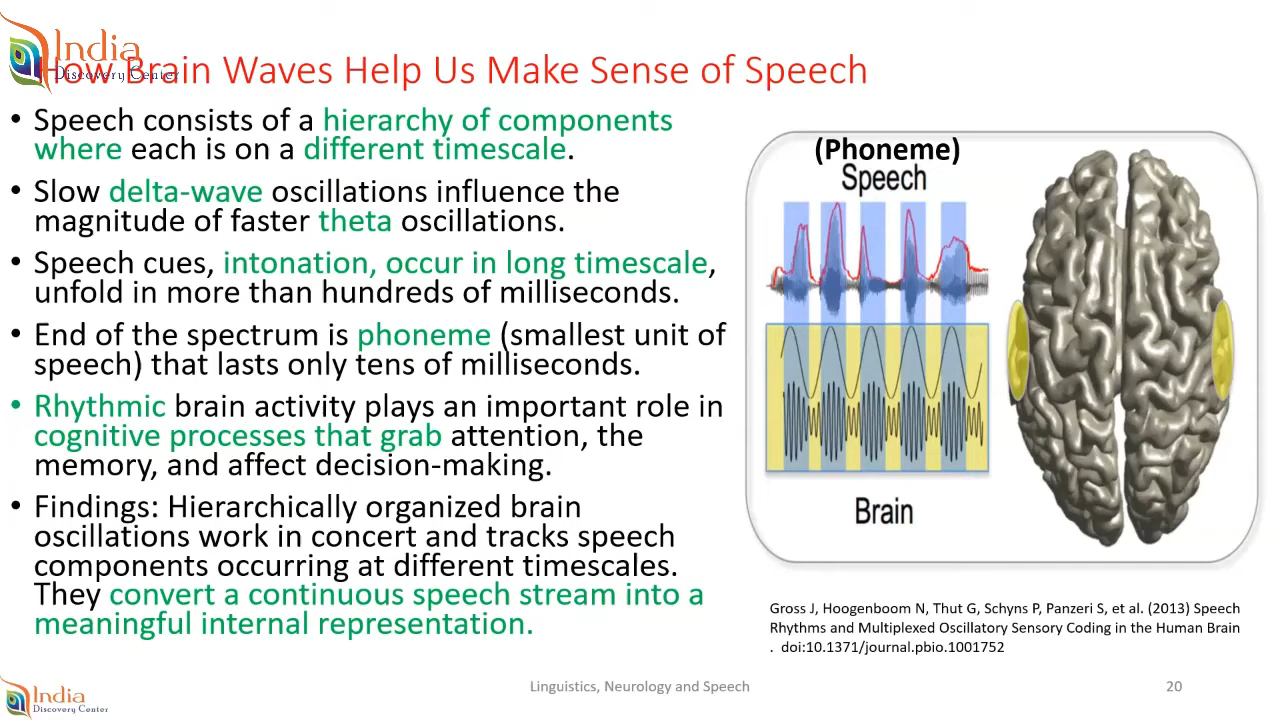 India
Discovery Center
How Brain Waves Help Us Make Sense of Speech
• Speech consists of a hierarchy of components
where each is on a different timescale.
• Slow delta-wave oscillations influence the
magnitude of faster theta oscillations.
• Speech cues, intonation, occur in long timescale,
unfold in more than hundreds of milliseconds.
• End of the spectrum is phoneme (smallest unit of
speech) that lasts only tens of milliseconds.
• Rhythmic brain activity plays an important role in
cognitive processes that grab attention, the
memory, and affect decision-making.
• Findings: Hierarchically organized brain
oscillations work in concert and tracks speech
components occurring at different timescales.
They convert a continuous speech stream into a
meaningful internal representation.
(Phoneme)
Speech
Brain
Gross J, Hoogenboom N, Thut G, Schyns P, Panzeri S, et al. (2013) Speech
Rhythms and Multiplexed Oscillatory Sensory Coding in the Human Brain
. doi:10.1371/journal.pbio.1001752
India
Discovery Center
Linguistics, Neurology and Speech
20